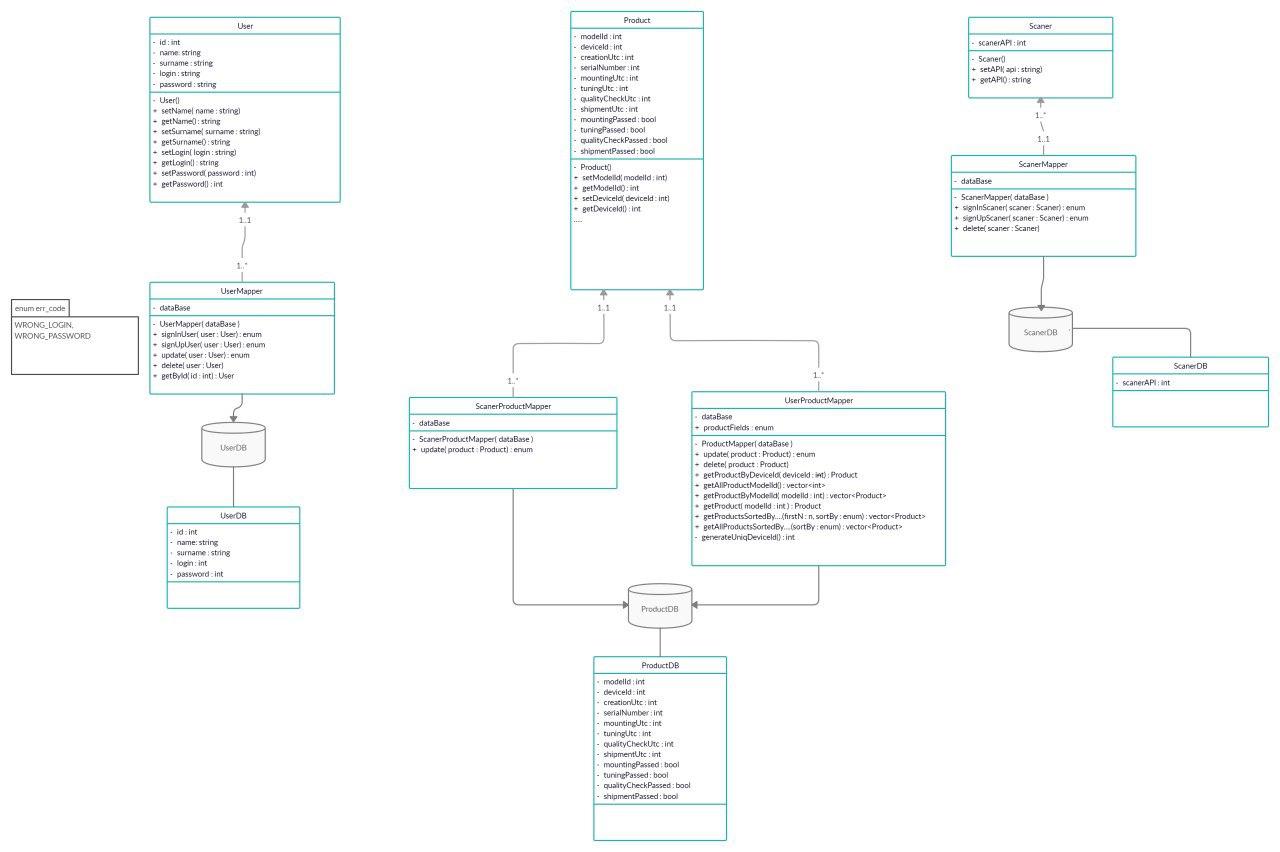 User
- id : int
- name: string
- surname : string
- login : string
- password : string
- User()
+ setName( name : string)
+ getName() : string
+ setSurname( surname : string)
+ getSurname() : string
+ setLogin( login : string)
+ getLogin() : string
+ setPassword( password : int)
+ getPassword() : int
1..1
1..*
UserMapper
- dataBase
- UserMapper( dataBase )
+ signInUser( user : User) : enum
+ signUpUser( user : User) : enum
+ update( user : User) : enum
+ delete( user : User)
+ getById( id : int) : User
enum err_code
WRONG_LOGIN,
WRONG_PASSWORD
UserDB
UserDB
- id : int
- name: string
- surname : string
- login : int
- password : int
Product
- modelId : int
- deviceId : int
- creationUtc : int
- serialNumber : int
- mountingUtc : int
- tuningUtc : int
- qualityCheckUtc : int
- shipmentUtc : int
- mountingPassed : bool
- tuningPassed : bool
- qualityCheckPassed : bool
- shipmentPassed : bool
- Product()
+ setModelId( modelId : int)
+ getModelId() : int
+ setDeviceId( deviceId : int)
+ getDeviceId() : int
.....
1..1
1..1
1..*
1..*
ScanerProductMapper
- dataBase
- ScanerProductMapper( dataBase )
+ update( product : Product) : enum
UserProductMapper
- dataBase
+ productFields : enum
- ProductMapper( dataBase )
+ update( product : Product) : enum
+ delete( product : Product)
+ getProductByDeviceId( deviceId : int) : Product
+ getAllProductModelId() : vector<int>
+ getProductByModelId( modelId : int) : vector<Product>
+ getProduct( modelId : int ) : Product
+ getProductsSortedBy....(firstN : n, sortBy : enum) : vector<Product>
+ getAllProductsSortedBy....(sortBy : enum) : vector<Product>
- generateUniqDeviceId() : int
ProductDB
ProductDB
- modelId : int
- deviceId : int
- creationUtc : int
- serialNumber : int
- mountingUtc : int
- tuningUtc : int
- qualityCheckUtc : int
- shipmentUtc : int
- mountingPassed : bool
- tuningPassed : bool
- qualityCheckPassed : bool
- shipmentPassed : bool
Scaner
- scanerAPI : int
- Scaner()
+ setAPI( api : string)
+ getAPI() : string
1..*
1..1
ScanerMapper
- dataBase
- ScanerMapper( dataBase )
+ signInScaner( scaner : Scaner) : enum
+ signUpScaner( scaner : Scaner) : enum
+ delete( scaner : Scaner)
ScanerDB
ScanerDB
- scanerAPI : int